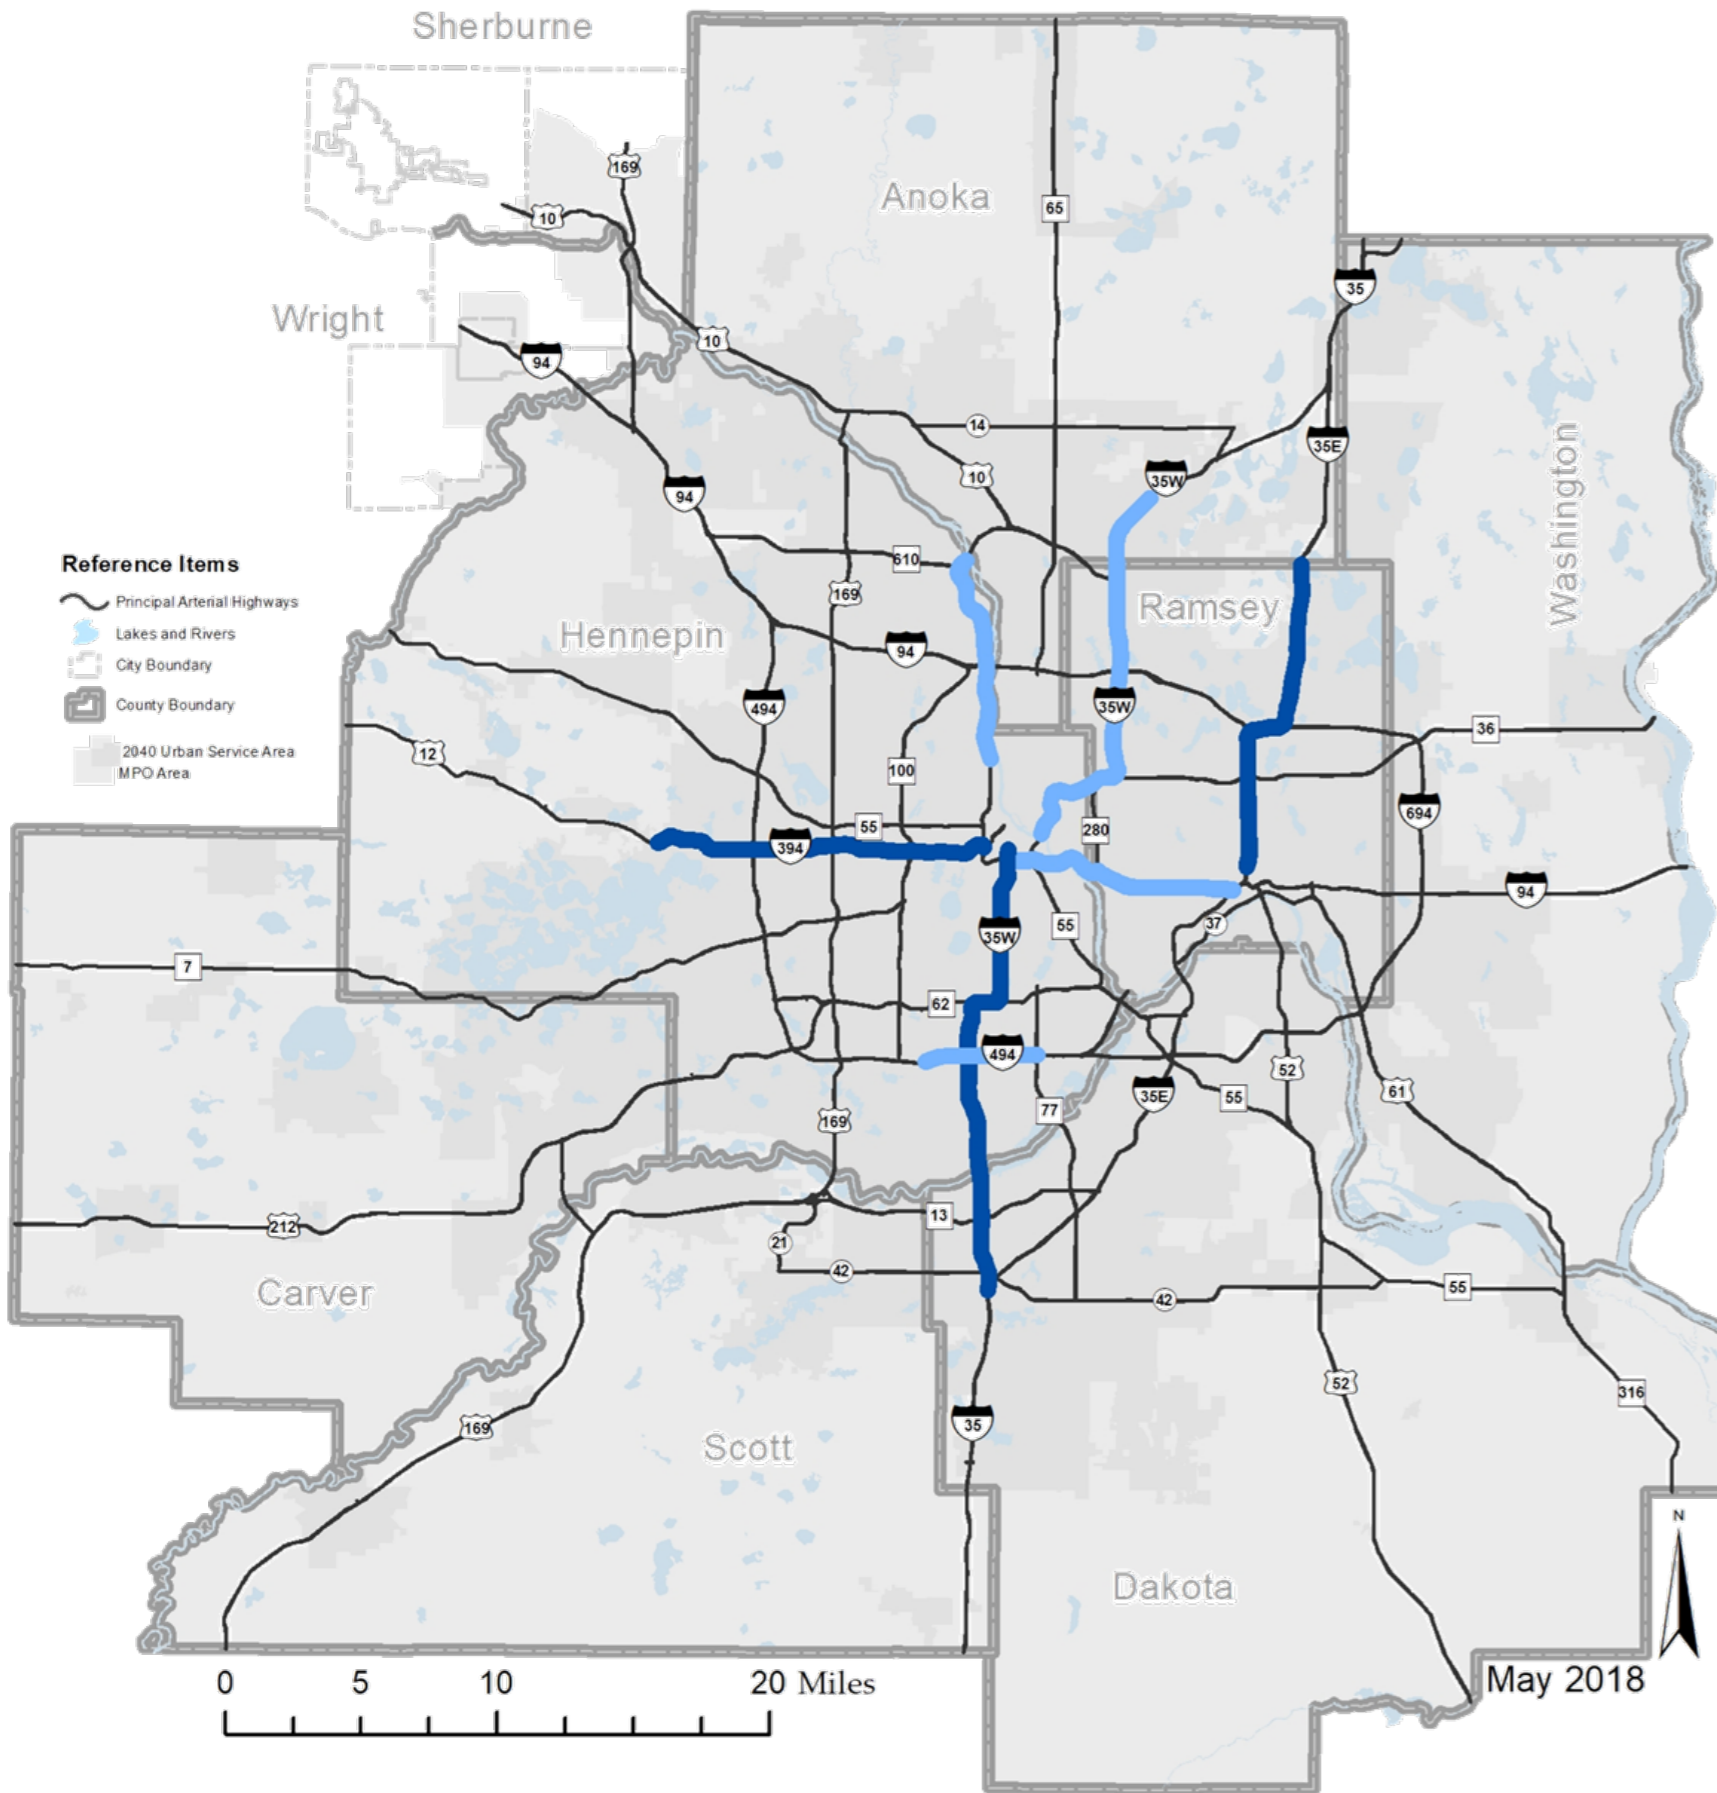 Sherburne
169
10
Anoka
65
35
Wright
94
10
14
35E
10
35W
94
Washington
Reference Items
Principal Arterial Highways
Lakes and Rivers
City Boundary
County Boundary
2040 Urban Service Area
MPO Area
610
169
Ramsey
Hennepin
94
494
35W
12
36
100
694
55
280
394
94
55
37
35W
7
62
494
52
35E
55
61
77
169
13
212
21
42
Carver
42
55
52
316
35
169
Scott
Dakota
N
0 5 10 20 Miles
May 2018